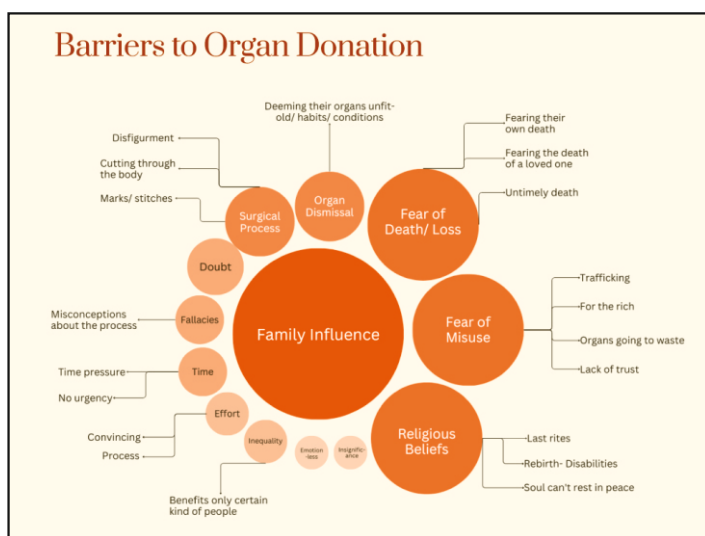 Barriers to Organ Donation
Deeming their organs unfit-
old/ habits/ conditions
Disfigurment
Cutting through
the body
Marks/ stitches
Surgical
Process
Organ
Dismissal
Fear of
Death/ Loss
Fearing their
own death
Fearing the death
of a loved one
Untimely death
Doubt
Misconceptions
about the process
Fallacies
Family Influence
Fear of
Misuse
Trafficking
For the rich
Organs going to waste
Lack of trust
Time pressure
No urgency
Time
Effort
Convincing
Process
Inequality
Benefits only certain
kind of people
Emotion
-less
Insignific-
ance
Religious
Beliefs
Last rites
Rebirth- Disabilities
Soul can't rest in peace